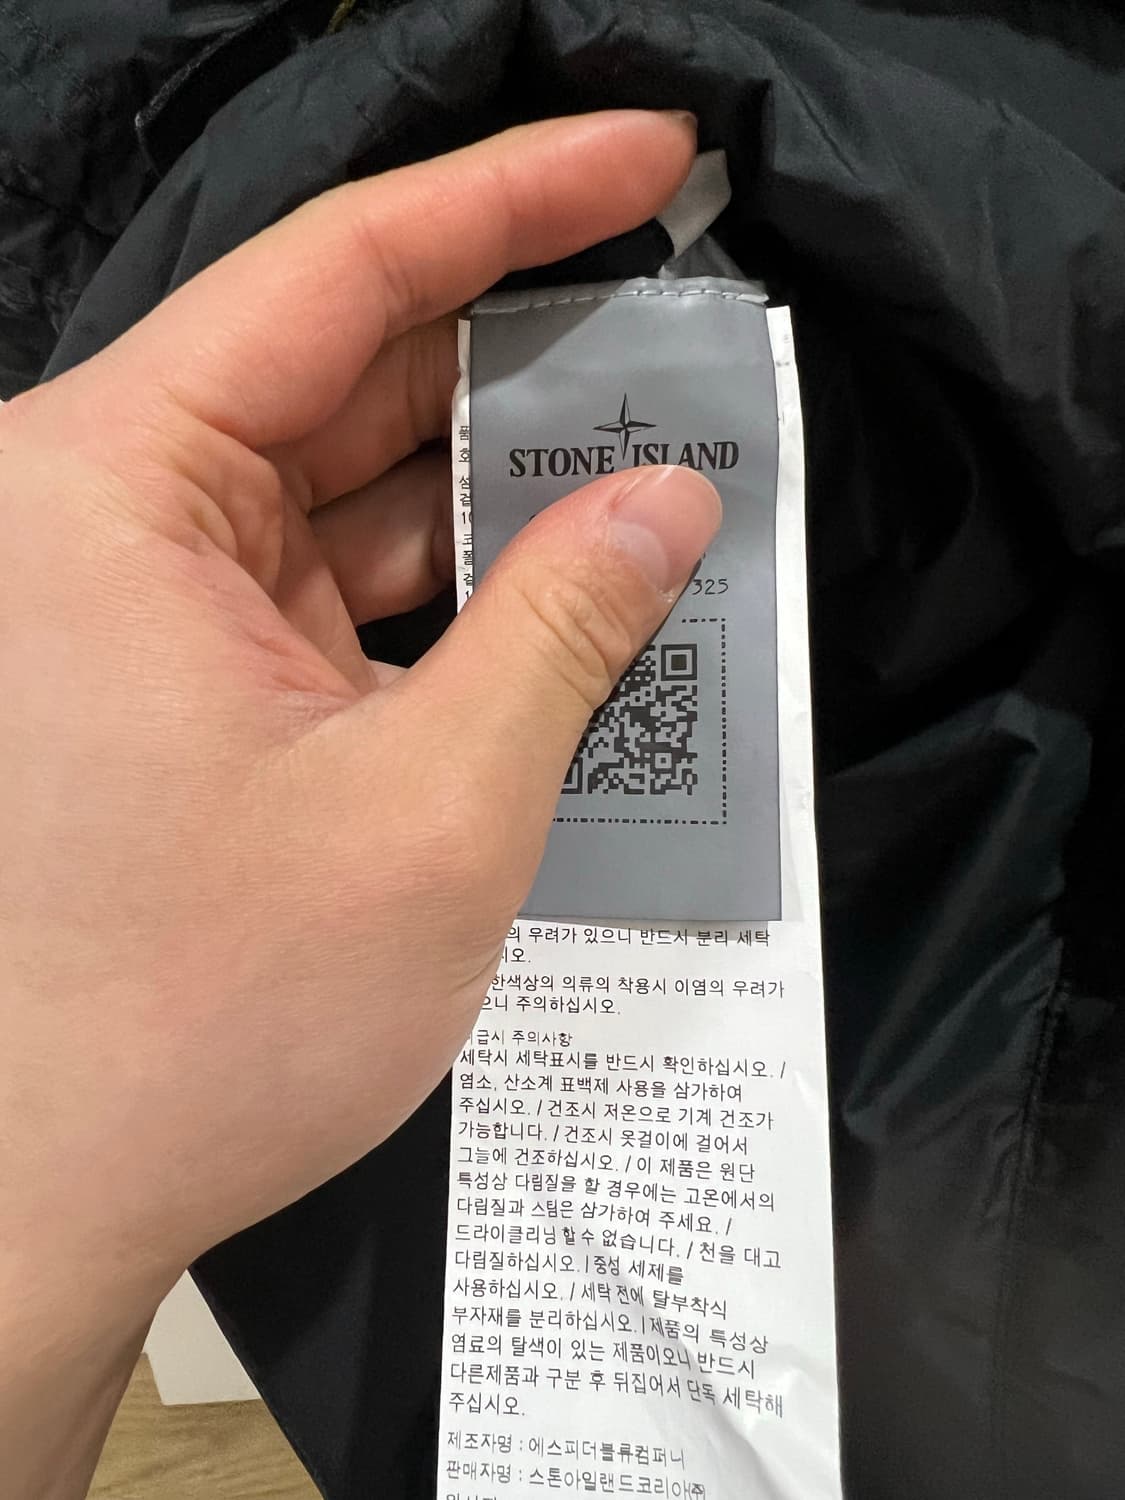 STONE ISLAND
325
품
호
섬
겉
우려가 있으니 반드시 분리 세탁
의류의 착용시 이염의 우려가
주의하십시오.
주의사항
세탁시 세탁표시를 반드시 확인하십시오. /
염소, 산소계 표백제 사용을 삼가하여
주십시오. / 건조시 저온으로 기계 건조가
가능합니다. / 건조시 옷걸이에 걸어서
그늘에 건조하십시오. / 이 제품은 원단
특성상 다림질을 할 경우에는 고온에서의
다림질과 스팀은 삼가하여 주세요. /
드라이클리닝 할 수 없습니다. / 천을 대고
다림질하십시오. / 중성 세제를
사용하십시오. / 세탁 전에 탈부착식
부자재를 분리하십시오. / 제품의 특성상
염료의 탈색이 있는 제품이오니 반드시
다른제품과 구분 후 뒤집어서 단독 세탁해
주십시오.
제조자명 : 에스피더블류컴퍼니
판매자명 : 스톤아일랜드코리아㈜